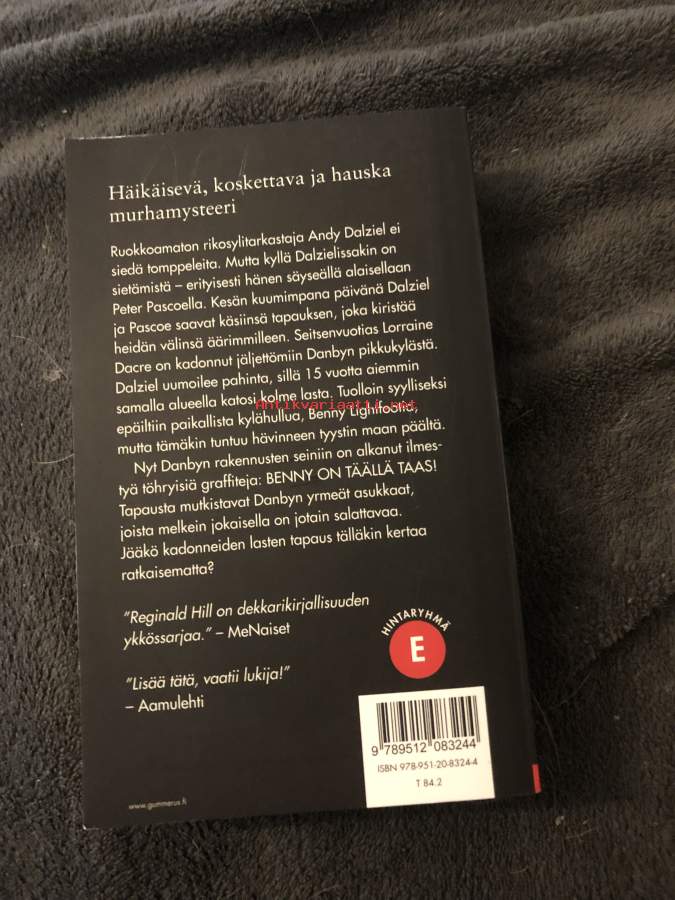 Häikäisevä, koskettava ja hauska
murhamysteeri
Ruokkoamaton rikosylitarkastaja Andy Dalziel ei
siedä tomppeleita. Mutta kyllä Dalzielissakin on
sietämistä – erityisesti hänen säyseällä alaisellaan
Peter Pascoella. Kesän kuumimpana päivänä Dalziel
ja Pascoe saavat käsiinsä tapauksen, joka kiristää
heidän välinsä äärimmilleen. Seitsenvuotias Lorraine
Dacre on kadonnut jäljettömiin Danbyn pikkukylästä.
Dalziel uumoilee pahinta, sillä 15 vuotta aiemmin
samalla alueella katosi kolme lasta. Tuolloin syylliseksi
Antikvariaatti.net
epäiltiin paikallista kylähullua, Benny Lightfootia,
mutta tämäkin tuntuu hävinneen tyystin maan päältä.
Nyt Danbyn rakennusten seiniin on alkanut ilmes-
tyä töhryisiä graffiteja: BENNY ON TÄÄLLÄ TAAS!
Tapausta mutkistavat Danbyn yrmeät asukkaat,
joista melkein jokaisella on jotain salattavaa.
Jääkö kadonneiden lasten tapaus tälläkin kertaa
ratkaisematta?
"Reginald Hill on dekkarikirjallisuuden
ykkössarjaa." – MeNaiset
"Lisää tätä, vaatii lukija!"
– Aamulehti
HINTARYHMÄ
E
9 789512 083244
ISBN 978-951-20-8324-4
T 84.2
www.gummerus.fi